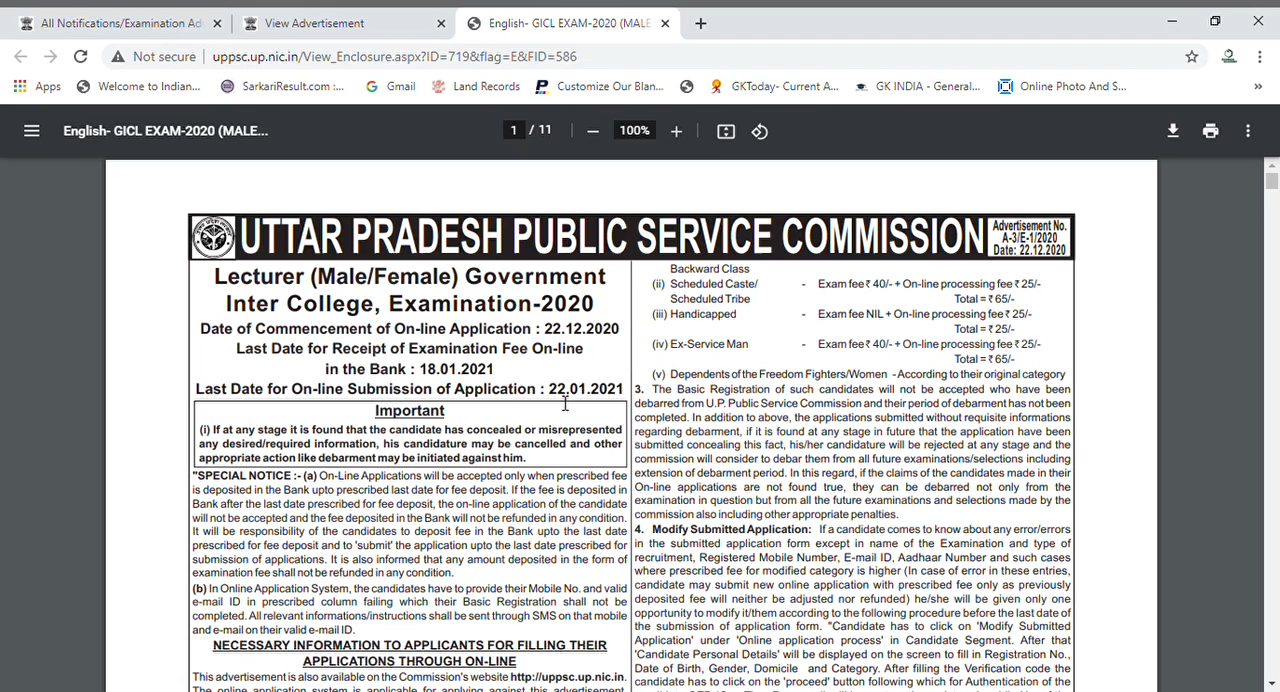 All Notifications/Examination Adv
View Advertisement
English- GICL EXAM-2020 (MALE
Not secure
uppsc.up.nic.in/View_Enclosure.aspx?ID=719&flag=E&FID=586
Apps
Welcome to Indian...
SarkariResult.com :...
Gmail
Land Records
Customize Our Blan...
GKToday- Current A...
GK INDIA - General...
Online Photo And S...
English- GICL EXAM-2020 (MALE...
1 / 11
100%
UTTAR PRADESH PUBLIC SERVICE COMMISSION
Advertisement No.
A-3/E-1/2020
Date: 22.12.2020
Lecturer (Male/Female) Government
Inter College, Examination-2020
Date of Commencement of On-line Application : 22.12.2020
Last Date for Receipt of Examination Fee On-line
in the Bank : 18.01.2021
Last Date for On-line Submission of Application : 22.01.2021
Important
(i) If at any stage it is found that the candidate has concealed or misrepresented
any desired/required information, his candidature may be cancelled and other
appropriate action like debarment may be initiated against him.
"SPECIAL NOTICE :- (a) On-Line Applications will be accepted only when prescribed fee
is deposited in the Bank upto prescribed last date for fee deposit. If the fee is deposited in
Bank after the last date prescribed for fee deposit, the on-line application of the candidate
will not be accepted and the fee deposited in the Bank will not be refunded in any condition.
It will be responsibility of the candidates to deposit fee in the Bank upto the last date
prescribed for fee deposit and to 'submit' the application upto the last date prescribed for
submission of applications. It is also informed that any amount deposited in the form of
examination fee shall not be refunded in any condition.
(b) In Online Application System, the candidates have to provide their Mobile No. and valid
e-mail ID in prescribed column failing which their Basic Registration shall not be
completed. All relevant informations/instructions shall be sent through SMS on that mobile
and e-mail on their valid e-mail ID.
NECESSARY INFORMATION TO APPLICANTS FOR FILLING THEIR
APPLICATIONS THROUGH ON-LINE
This advertisement is also available on the Commission's website http://uppsc.up.nic.in.
The online application system is applicable for applying against this advertisement.
Backward Class
(ii) Scheduled Caste/ - Exam fee ₹ 40/- + On-line processing fee ₹ 25/-
Scheduled Tribe Total = ₹ 65/-
(iii) Handicapped - Exam fee NIL + On-line processing fee ₹ 25/-
Total = ₹ 25/-
(iv) Ex-Service Man - Exam fee ₹ 40/- + On-line processing fee ₹ 25/-
Total = ₹ 65/-
(v) Dependents of the Freedom Fighters/Women - According to their original category
3. The Basic Registration of such candidates will not be accepted who have been
debarred from U.P. Public Service Commission and their period of debarment has not been
completed. In addition to above, the applications submitted without requisite informations
regarding debarment, if it is found at any stage in future that the application have been
submitted concealing this fact, his/her candidature will be rejected at any stage and the
commission will consider to debar them from all future examinations/selections including
extension of debarment period. In this regard, if the claims of the candidates made in their
On-line applications are not found true, they can be debarred not only from the
examination in question but from all the future examinations and selections made by the
commission also including other appropriate penalties.
4. Modify Submitted Application: If a candidate comes to know about any error/errors
in the submitted application form except in name of the Examination and type of
recruitment, Registered Mobile Number, E-mail ID, Aadhaar Number and such cases
where prescribed fee for modified category is higher (In case of error in these entries,
candidate may submit new online application with prescribed fee only as previously
deposited fee will neither be adjusted nor refunded) he/she will be given only one
opportunity to modify it/them according to the following procedure before the last date of
the submission of application form. "Candidate has to click on 'Modify Submitted
Application' under 'Online application process' in Candidate Segment. After that
'Candidate Personal Details' will be displayed on the screen to fill in Registration No.,
Date of Birth, Gender, Domicile and Category. After filling the Verification code the
candidate has to click on 'proceed' button following which for Authentication of the